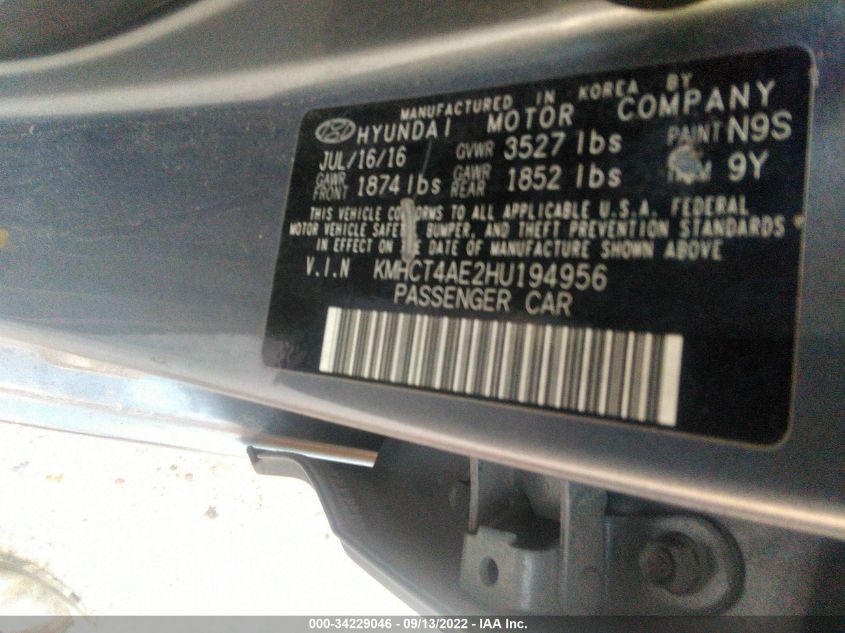 MANUFACTURED IN KOREA BY
HYUNDAI MOTOR COMPANY
JUL/16/16 GVWR 3527 lbs PAINT N9S
GAWR FRONT 1874 lbs GAWR REAR 1852 lbs 9Y
THIS VEHICLE TO ALL APPLICABLE U.S.A. FEDERAL
MOTOR VEHICLE BUMPER, AND THEFT PREVENTION STANDARDS
IN EFFECT ON THE DATE OF MANUFACTURE SHOWN ABOVE
V.I.N KMHCT4AE2HU194956
PASSENGER CAR
000-34229046 - 09/13/2022 - IAA Inc.